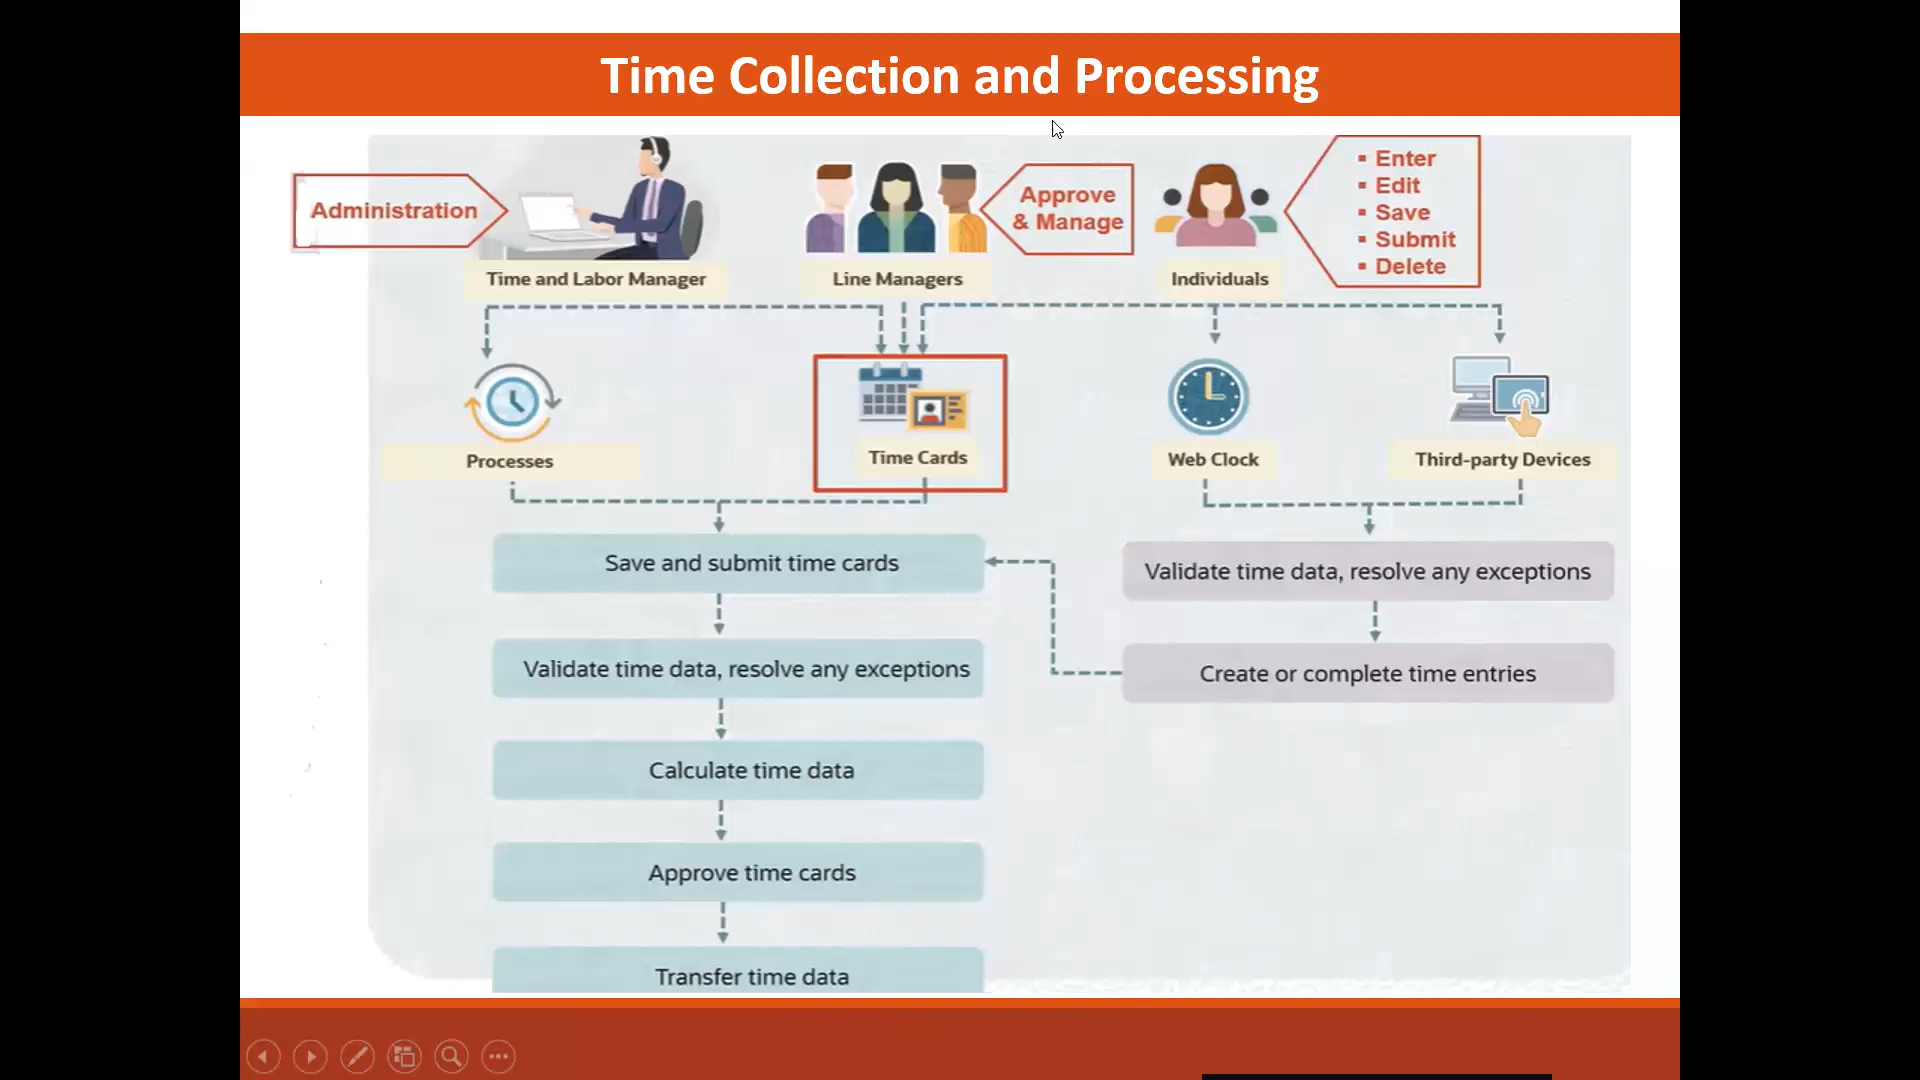 Time Collection and Processing
Administration
Approve
& Manage
▪ Enter
▪ Edit
▪ Save
▪ Submit
▪ Delete
Time and Labor Manager
Line Managers
Individuals
Processes
Time Cards
Web Clock
Third-party Devices
Save and submit time cards
Validate time data, resolve any exceptions
Calculate time data
Approve time cards
Transfer time data
Validate time data, resolve any exceptions
Create or complete time entries